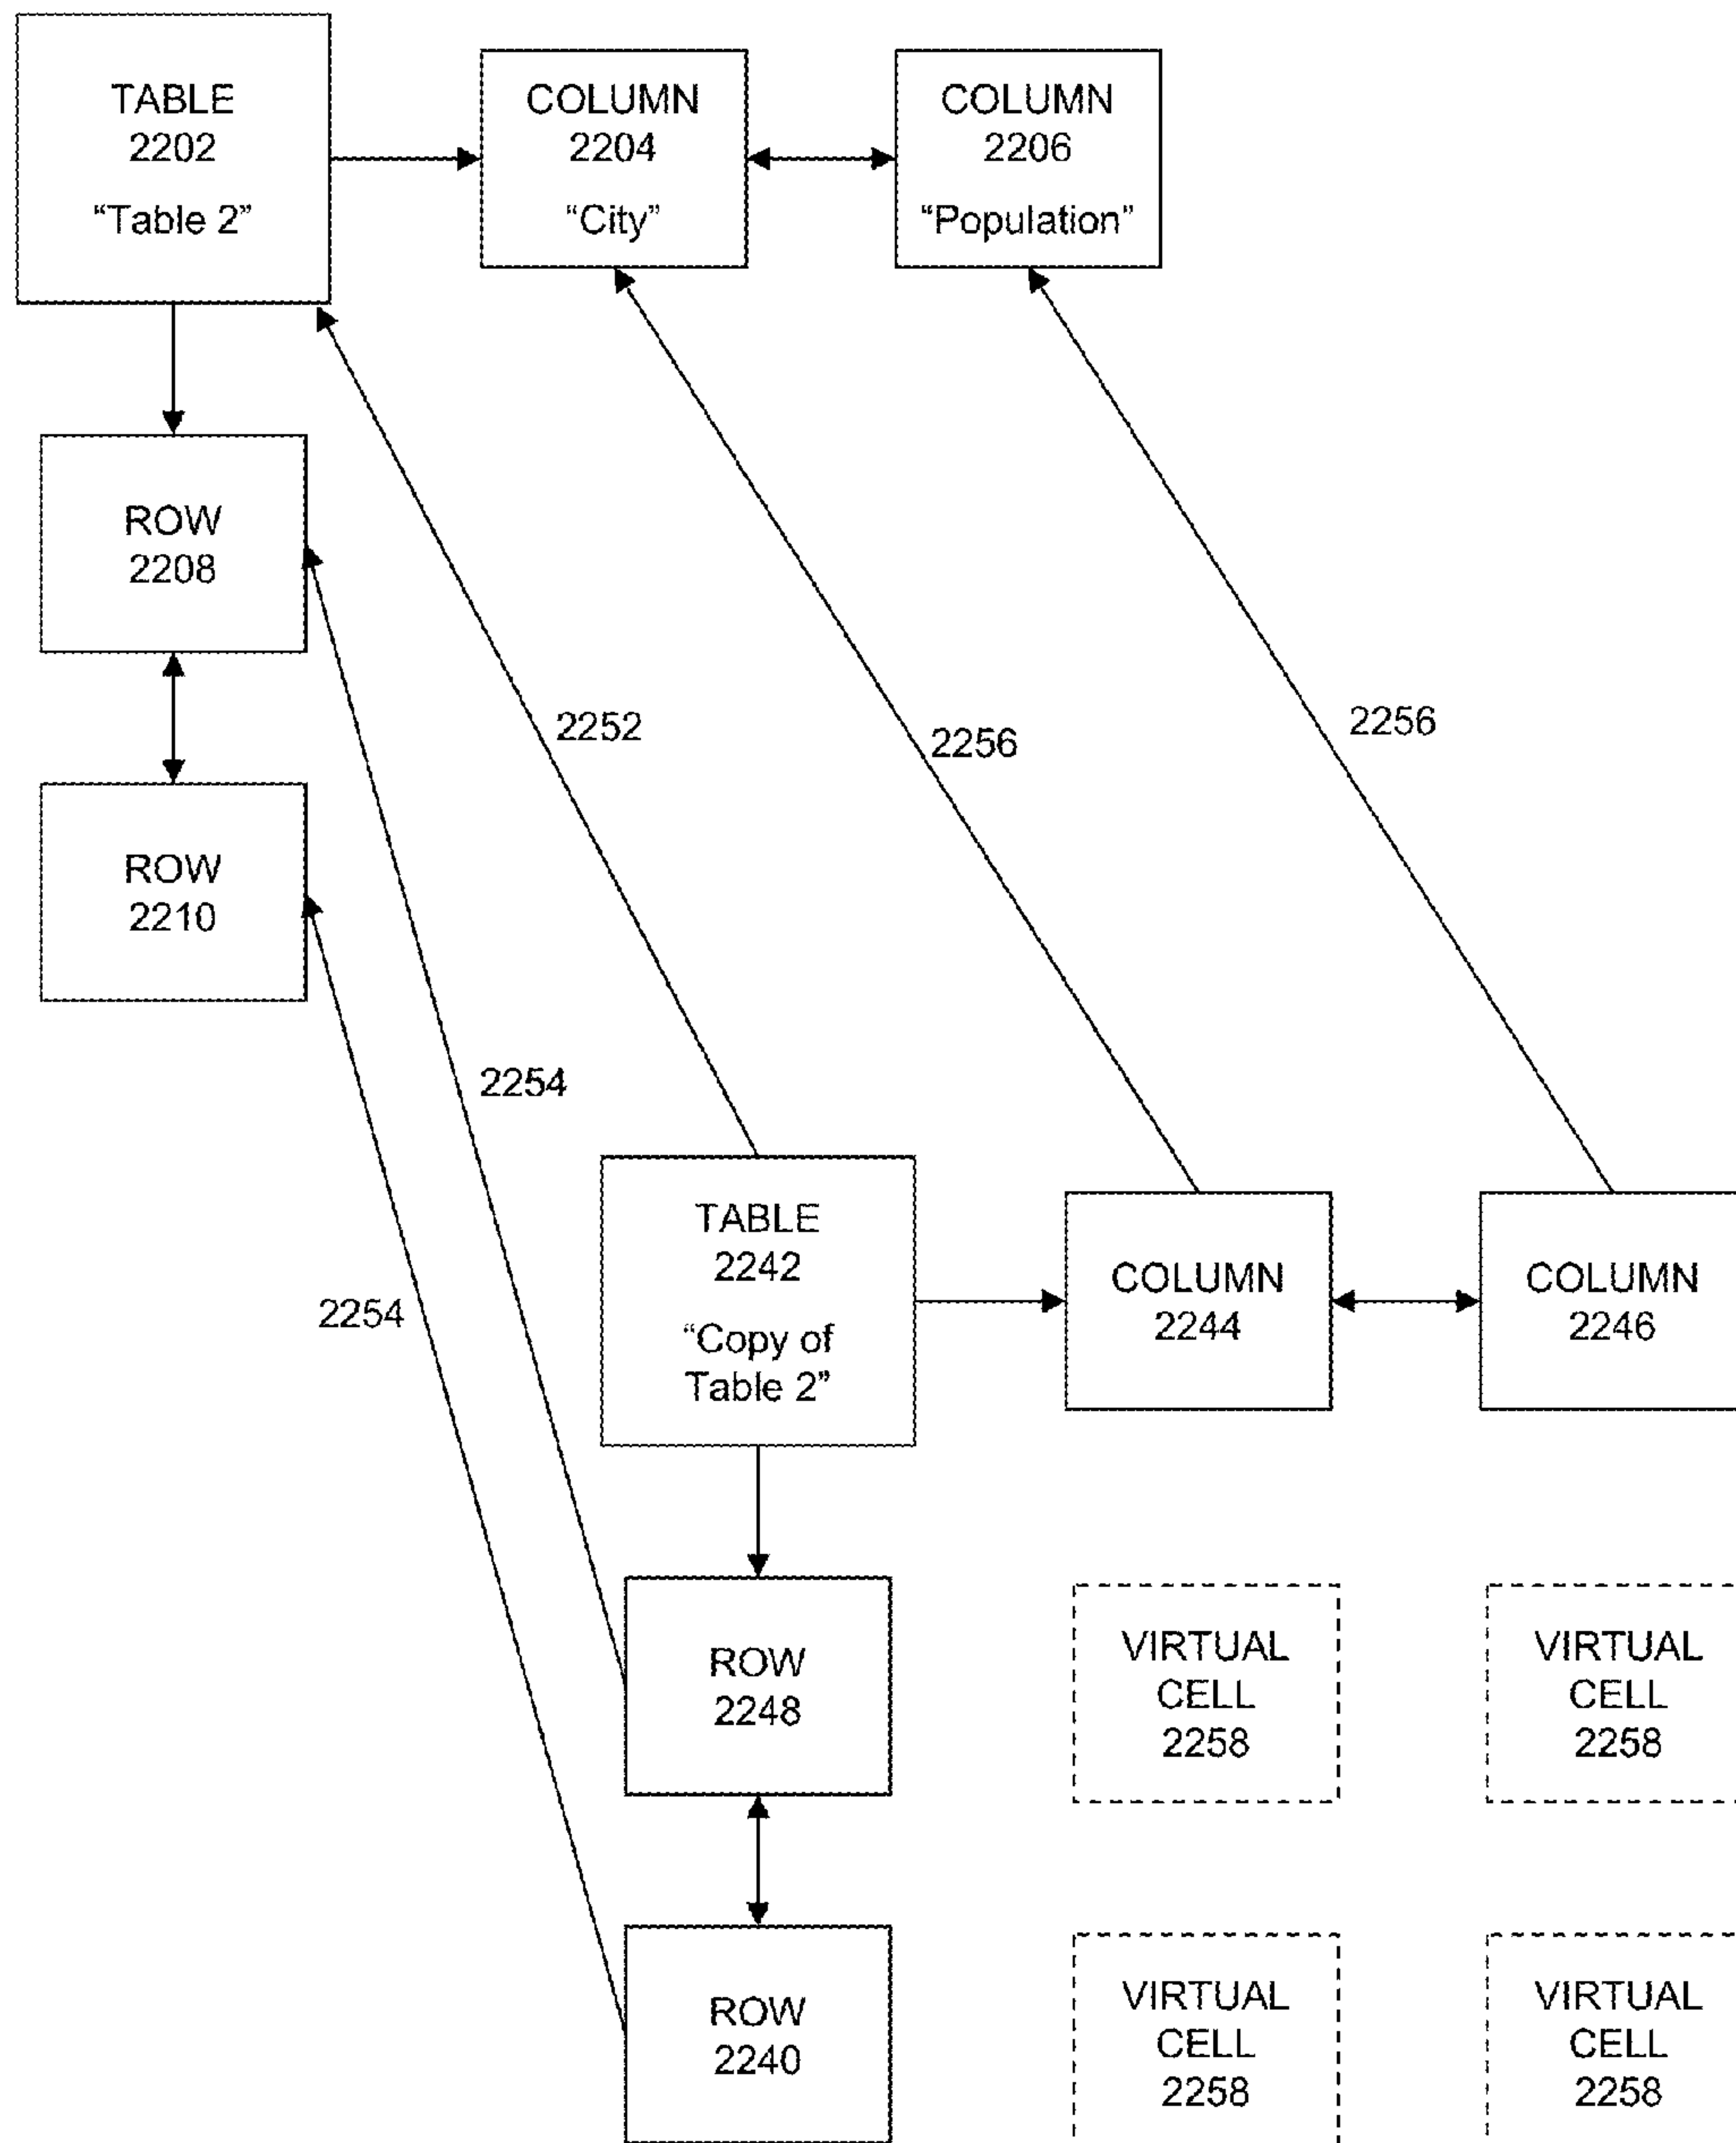 TABLE
2202
“Table 2”
COLUMN
2204
“City”
COLUMN
2206
“Population”
ROW
2208
2252
2256
2256
ROW
2210
2254
2254
TABLE
2242
“Copy of
Table 2”
COLUMN
2244
COLUMN
2246
ROW
2248
VIRTUAL
CELL
2258
VIRTUAL
CELL
2258
ROW
2240
VIRTUAL
CELL
2258
VIRTUAL
CELL
2258